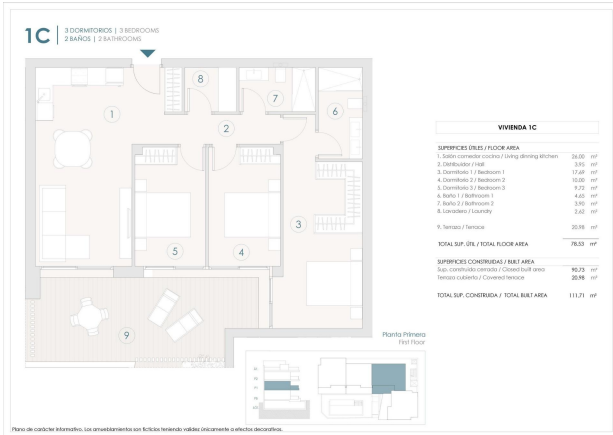 1C
3 DORMITORIOS | 3 BEDROOMS
2 BAÑOS | 2 BATHROOMS
1
2
3
4
5
6
7
8
9
VIVIENDA 1C
SUPERFICIES ÚTILES / FLOOR AREA
1. Salón comedor cocina / Living dinning kitchen 26,00 m²
2. Distribuidor / Hall 3,95 m²
3. Dormitorio 1 / Bedroom 1 17,69 m²
4. Dormitorio 2 / Bedroom 2 10,00 m²
5. Dormitorio 3 / Bedroom 3 9,72 m²
6. Baño 1 / Bathroom 1 4,65 m²
7. Baño 2 / Bathroom 2 3,90 m²
8. Lavadero / Laundry 2,62 m²
9. Terraza / Terrace 20,98 m²
TOTAL SUP. ÚTIL / TOTAL FLOOR AREA 78,53 m²
SUPERFICIES CONSTRUIDAS / BUILT AREA
Sup. construida cerrada / Closed built area 90,73 m²
Terraza cubierta / Covered terrace 20,98 m²
TOTAL SUP. CONSTRUIDA / TOTAL BUILT AREA 111,71 m²
Planta Primera
First Floor
Plano de carácter informativo. Los amueblamientos son ficticios teniendo validez únicamente a efectos decorativos.